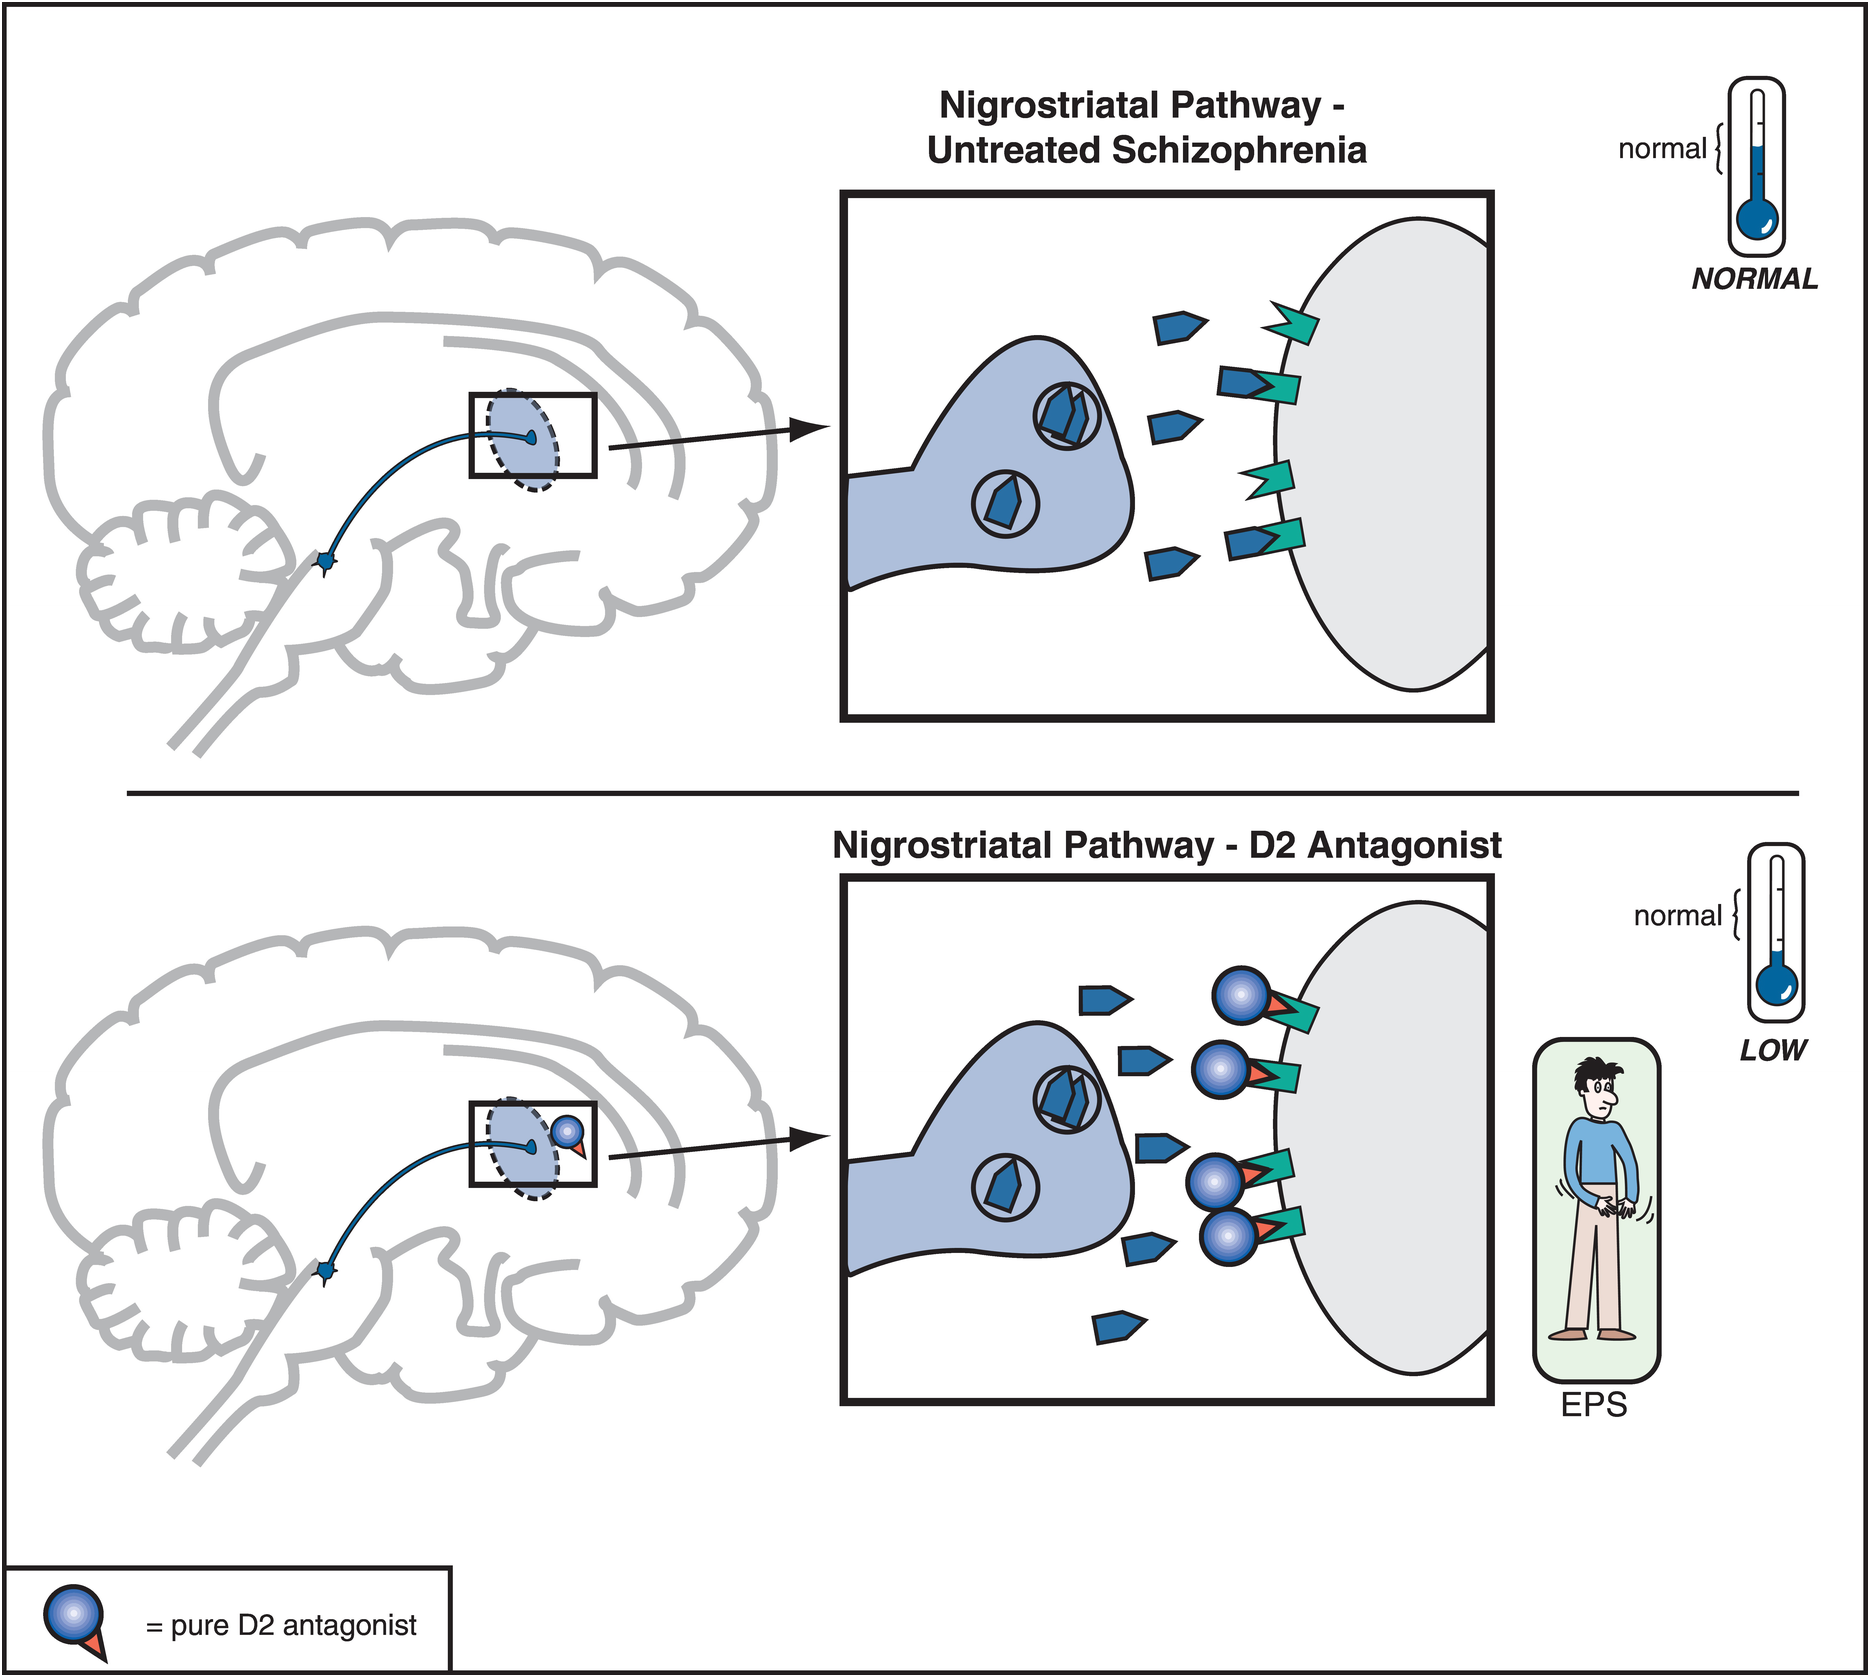 Nigrostriatal Pathway -
Untreated Schizophrenia
normal
NORMAL
Nigrostriatal Pathway - D2 Antagonist
normal
LOW
EPS
= pure D2 antagonist